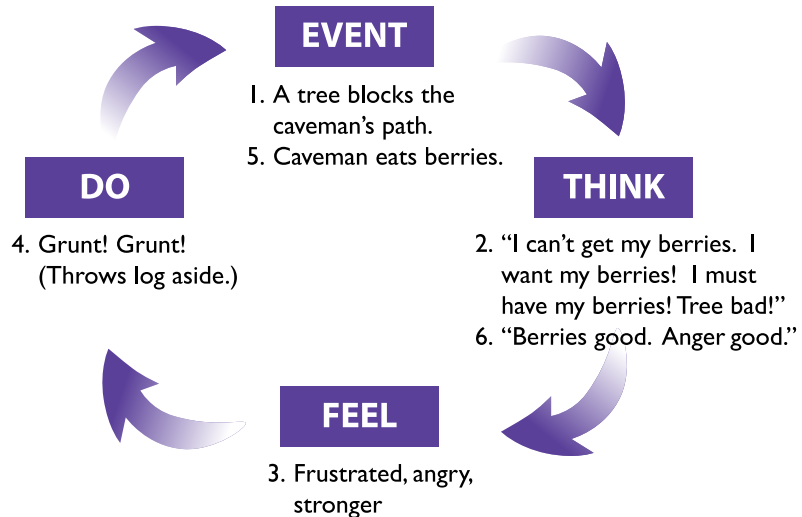 EVENT
1. A tree blocks the
caveman’s path.
5. Caveman eats berries.
THINK
2. “I can’t get my berries. I
want my berries! I must
have my berries! Tree bad!”
6. “Berries good. Anger good.”
FEEL
3. Frustrated, angry,
stronger
DO
4. Grunt! Grunt!
(Throws log aside.)